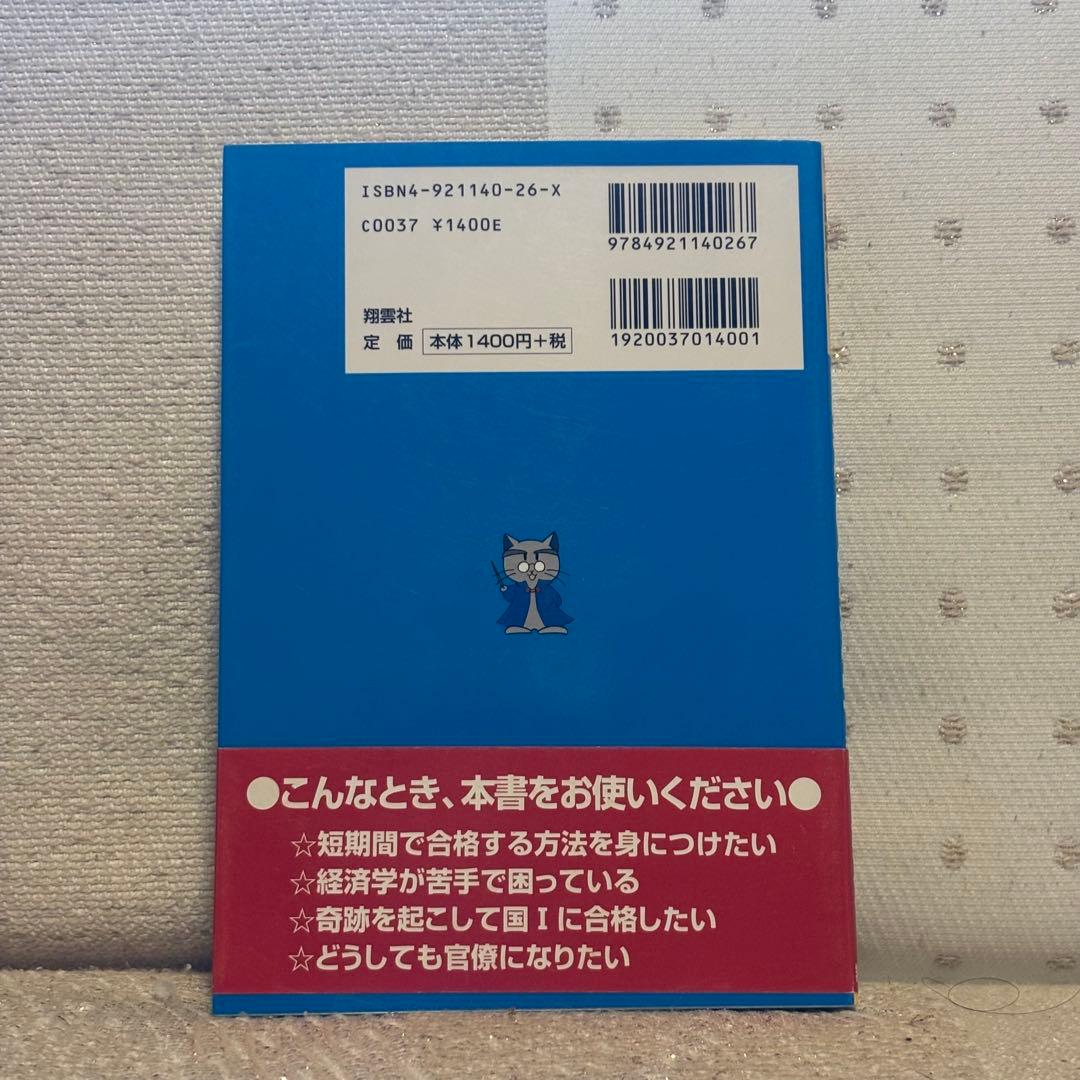 ISBN4-921140-26-X
C0037 ¥1400E
9784921140267
翔雲社
定 価 本体1400円+税
1920037014001
●こんなとき、本書をお使いください●
☆短期間で合格する方法を身につけたい
☆経済学が苦手で困っている
☆奇跡を起こして国Ⅰに合格したい
☆どうしても官僚になりたい